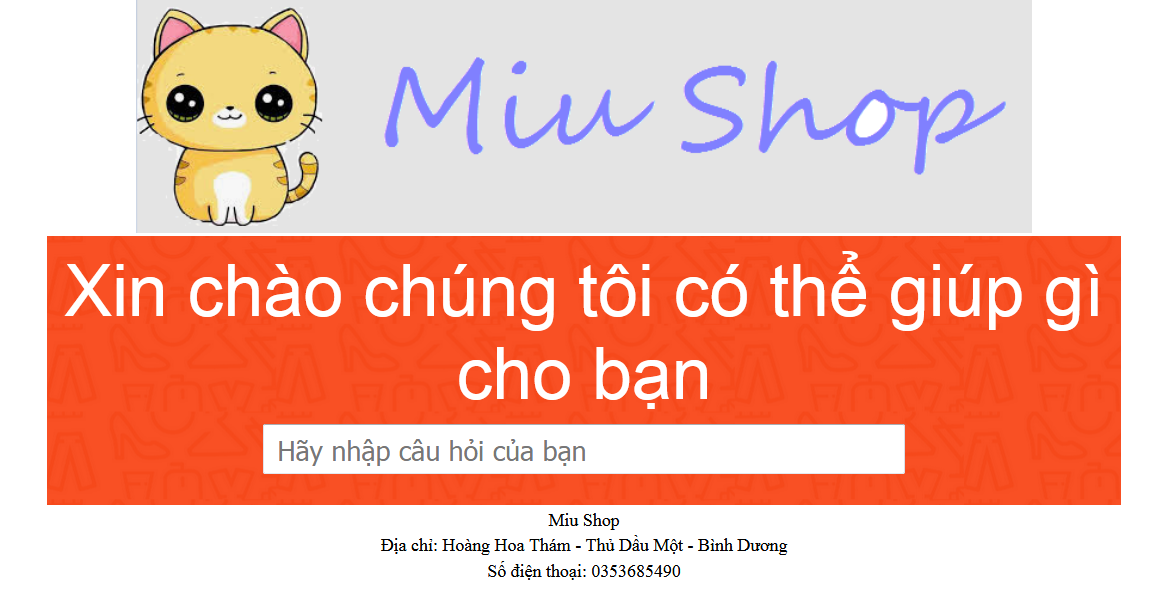 Miu Shop
Xin chào chúng tôi có thể giúp gì
cho bạn
Hãy nhập câu hỏi của bạn
Miu Shop
Địa chỉ: Hoàng Hoa Thám - Thủ Dầu Một - Bình Dương
Số điện thoại: 0353685490